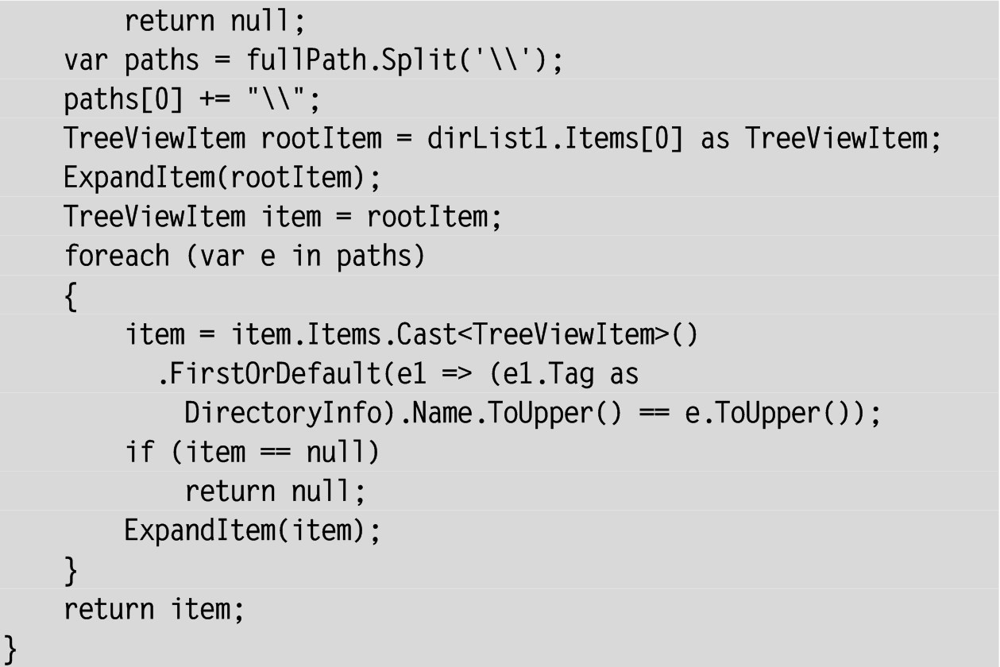 return null;
var paths = fullPath.Split('\\');
paths[0] += "\\";
TreeViewItem rootItem = dirList1.Items[0] as TreeViewItem;
ExpandItem(rootItem);
TreeViewItem item = rootItem;
foreach (var e in paths)
{
item = item.Items.Cast<TreeViewItem>()
.FirstOrDefault(e1 => (e1.Tag as
DirectoryInfo).Name.ToUpper() == e.ToUpper());
if (item == null)
return null;
ExpandItem(item);
}
return item;
}